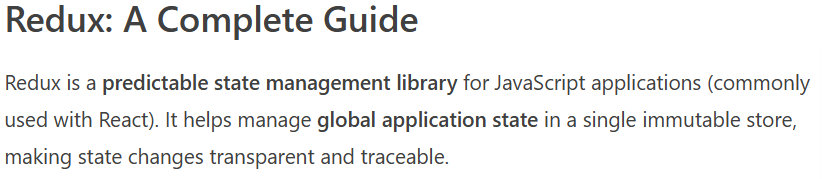 Redux: A Complete Guide
Redux is a predictable state management library for JavaScript applications (commonly
used with React). It helps manage global application state in a single immutable store,
making state changes transparent and traceable.